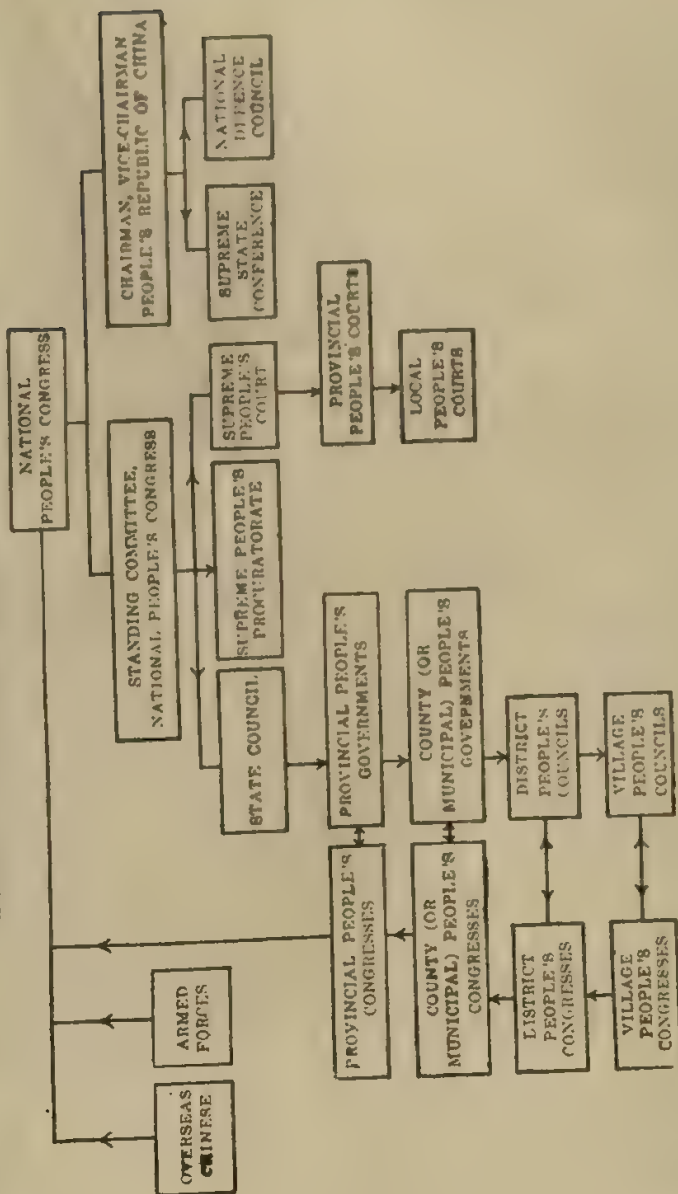 NATIONAL
PEOPLE'S CONGRESS
STANDING COMMITTEE,
NATIONAL PEOPLE'S CONGRESS
CHAIRMAN, VICE-CHAIRMAN
PEOPLE'S REPUBLIC OF CHINA
OVERSEAS
CHINESE
ARMED
FORCES
STATE COUNCIL
SUPREME PEOPLE'S
PROCURATORATE
SUPREME
PEOPLE'S
COURT
SUPREME
STATE
CONFERENCE
NATIONAL
DEFENCE
COUNCIL
PROVINCIAL PEOPLE'S
CONGRESSES
PROVINCIAL PEOPLE'S
GOVERNMENTS
PROVINCIAL
PEOPLE'S COURTS
COUNTY (OR
MUNICIPAL) PEOPLE'S
CONGRESSES
COUNTY (OR
MUNICIPAL) PEOPLE'S
GOVERNMENTS
LOCAL
PEOPLE'S
COURTS
DISTRICT
PEOPLE'S
CONGRESSES
DISTRICT
PEOPLE'S
COUNCILS
VILLAGE
PEOPLE'S
CONGRESSES
VILLAGE
PEOPLE'S
COUNCILS